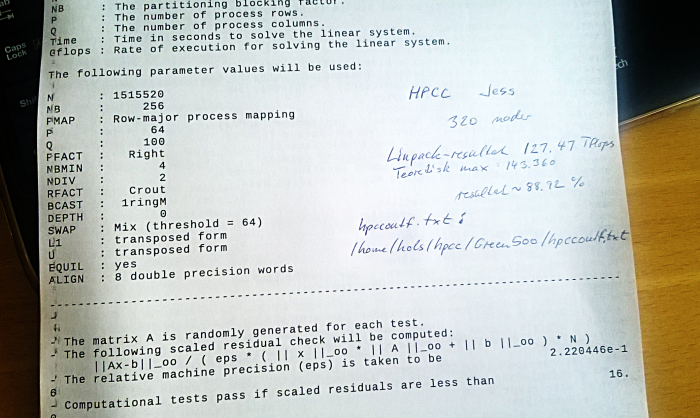 NB : The partitioning blocking factor.
P : The number of process rows.
Q : The number of process columns.
Time : Time in seconds to solve the linear system.
Gflops : Rate of execution for solving the linear system.
The following parameter values will be used:
N : 1515520
NB : 256
PMAP : Row-major process mapping
P : 64
Q : 100
PFACT : Right
NBMIN : 4
NDIV : 2
RFACT : Crout
BCAST : 1ringM
DEPTH : 0
SWAP : Mix (threshold = 64)
L1 : transposed form
U : transposed form
EQUIL : yes
ALIGN : 8 double precision words
HPCC Jess
320 noder
Linpack-resultat 127.47 TFlops
Teoretisk max : 143.360
resultat ~ 88.92 %
hpccoutf.txt :
/home/hols/hpcc/Green500/hpccoutf.txt
--------------------------------------------------------------------------------
- The matrix A is randomly generated for each test.
- The following scaled residual check will be computed:
||Ax-b||_oo / ( eps * ( || x ||_oo * || A ||_oo + || b ||_oo ) * N )
- The relative machine precision (eps) is taken to be 2.220446e-1
6
- Computational tests pass if scaled residuals are less than 16.
Caps Lock